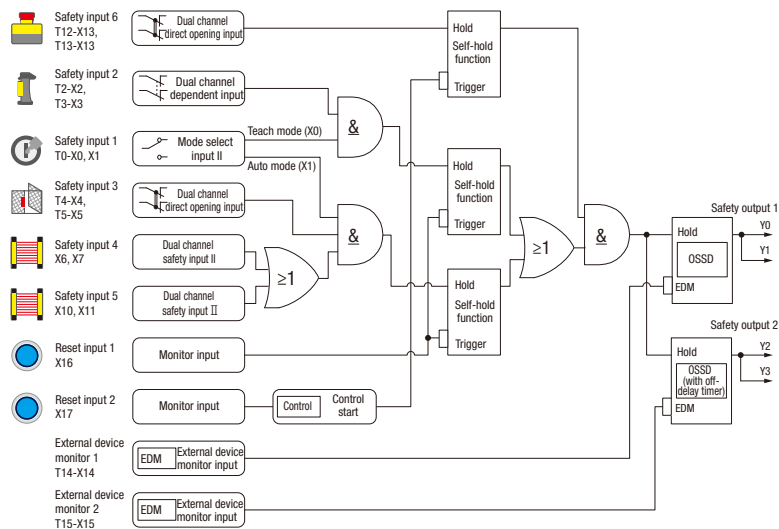 Safety input 6
T12-X13,
T13-X13
Dual channel
direct opening input
Hold
Self-hold
function
Trigger
Safety input 2
T2-X2,
T3-X3
Dual channel
dependent input
&
Safety input 1
T0-X0, X1
Mode select
input II
Teach mode (X0)
Auto mode (X1)
Hold
Self-hold
function
Trigger
Safety input 3
T4-X4,
T5-X5
Dual channel
direct opening input
&
Safety input 4
X6, X7
Dual channel
safety input II
≥1
Safety input 5
X10, X11
Dual channel
safety input II
Hold
Self-hold
function
Trigger
≥1
&
Safety output 1
Hold
OSSD
EDM
Y0
Y1
Reset input 1
X16
Monitor input
Safety output 2
Hold
OSSD
(with off-
delay timer)
EDM
Y2
Y3
Reset input 2
X17
Monitor input
Control
Control
start
External device
monitor 1
T14-X14
EDM
External device
monitor input
External device
monitor 2
T15-X15
EDM
External device
monitor input